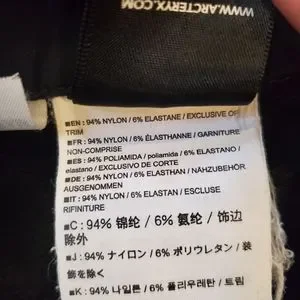 WWW.ARCTERYX.COM
■EN: 94% NYLON / 6% ELASTANE / EXCLUSIVE OF
TRIM
■FR: 94% NYLON / 6% ÉLASTHANNE / GARNITURE
NON-COMPRISE
■ES: 94% POLIAMIDA / poliamida / 6% ELASTANO /
elastano / EXCLUSIVO DE CORTE
■DE: 94% NYLON / 6% ELASTHAN / NÄHZUBEHÖR
AUSGENOMMEN
■IT: 94% NYLON / 6% ELASTAN / ESCLUSE
RIFINITURE
■C: 94% 锦纶 / 6% 氨纶 / 饰边
除外
■J: 94% ナイロン / 6% ポリウレタン / 装
飾を除く
■K: 94% 나일론 / 6% 폴리우레탄 / 트림